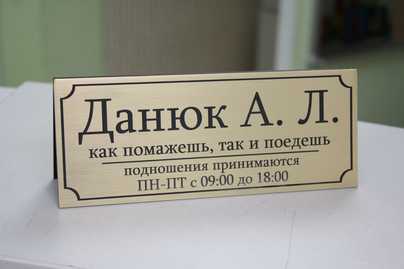 Данюк А. Л.
как помажешь, так и поедешь
подношения принимаются
ПН-ПТ с 09:00 до 18:00